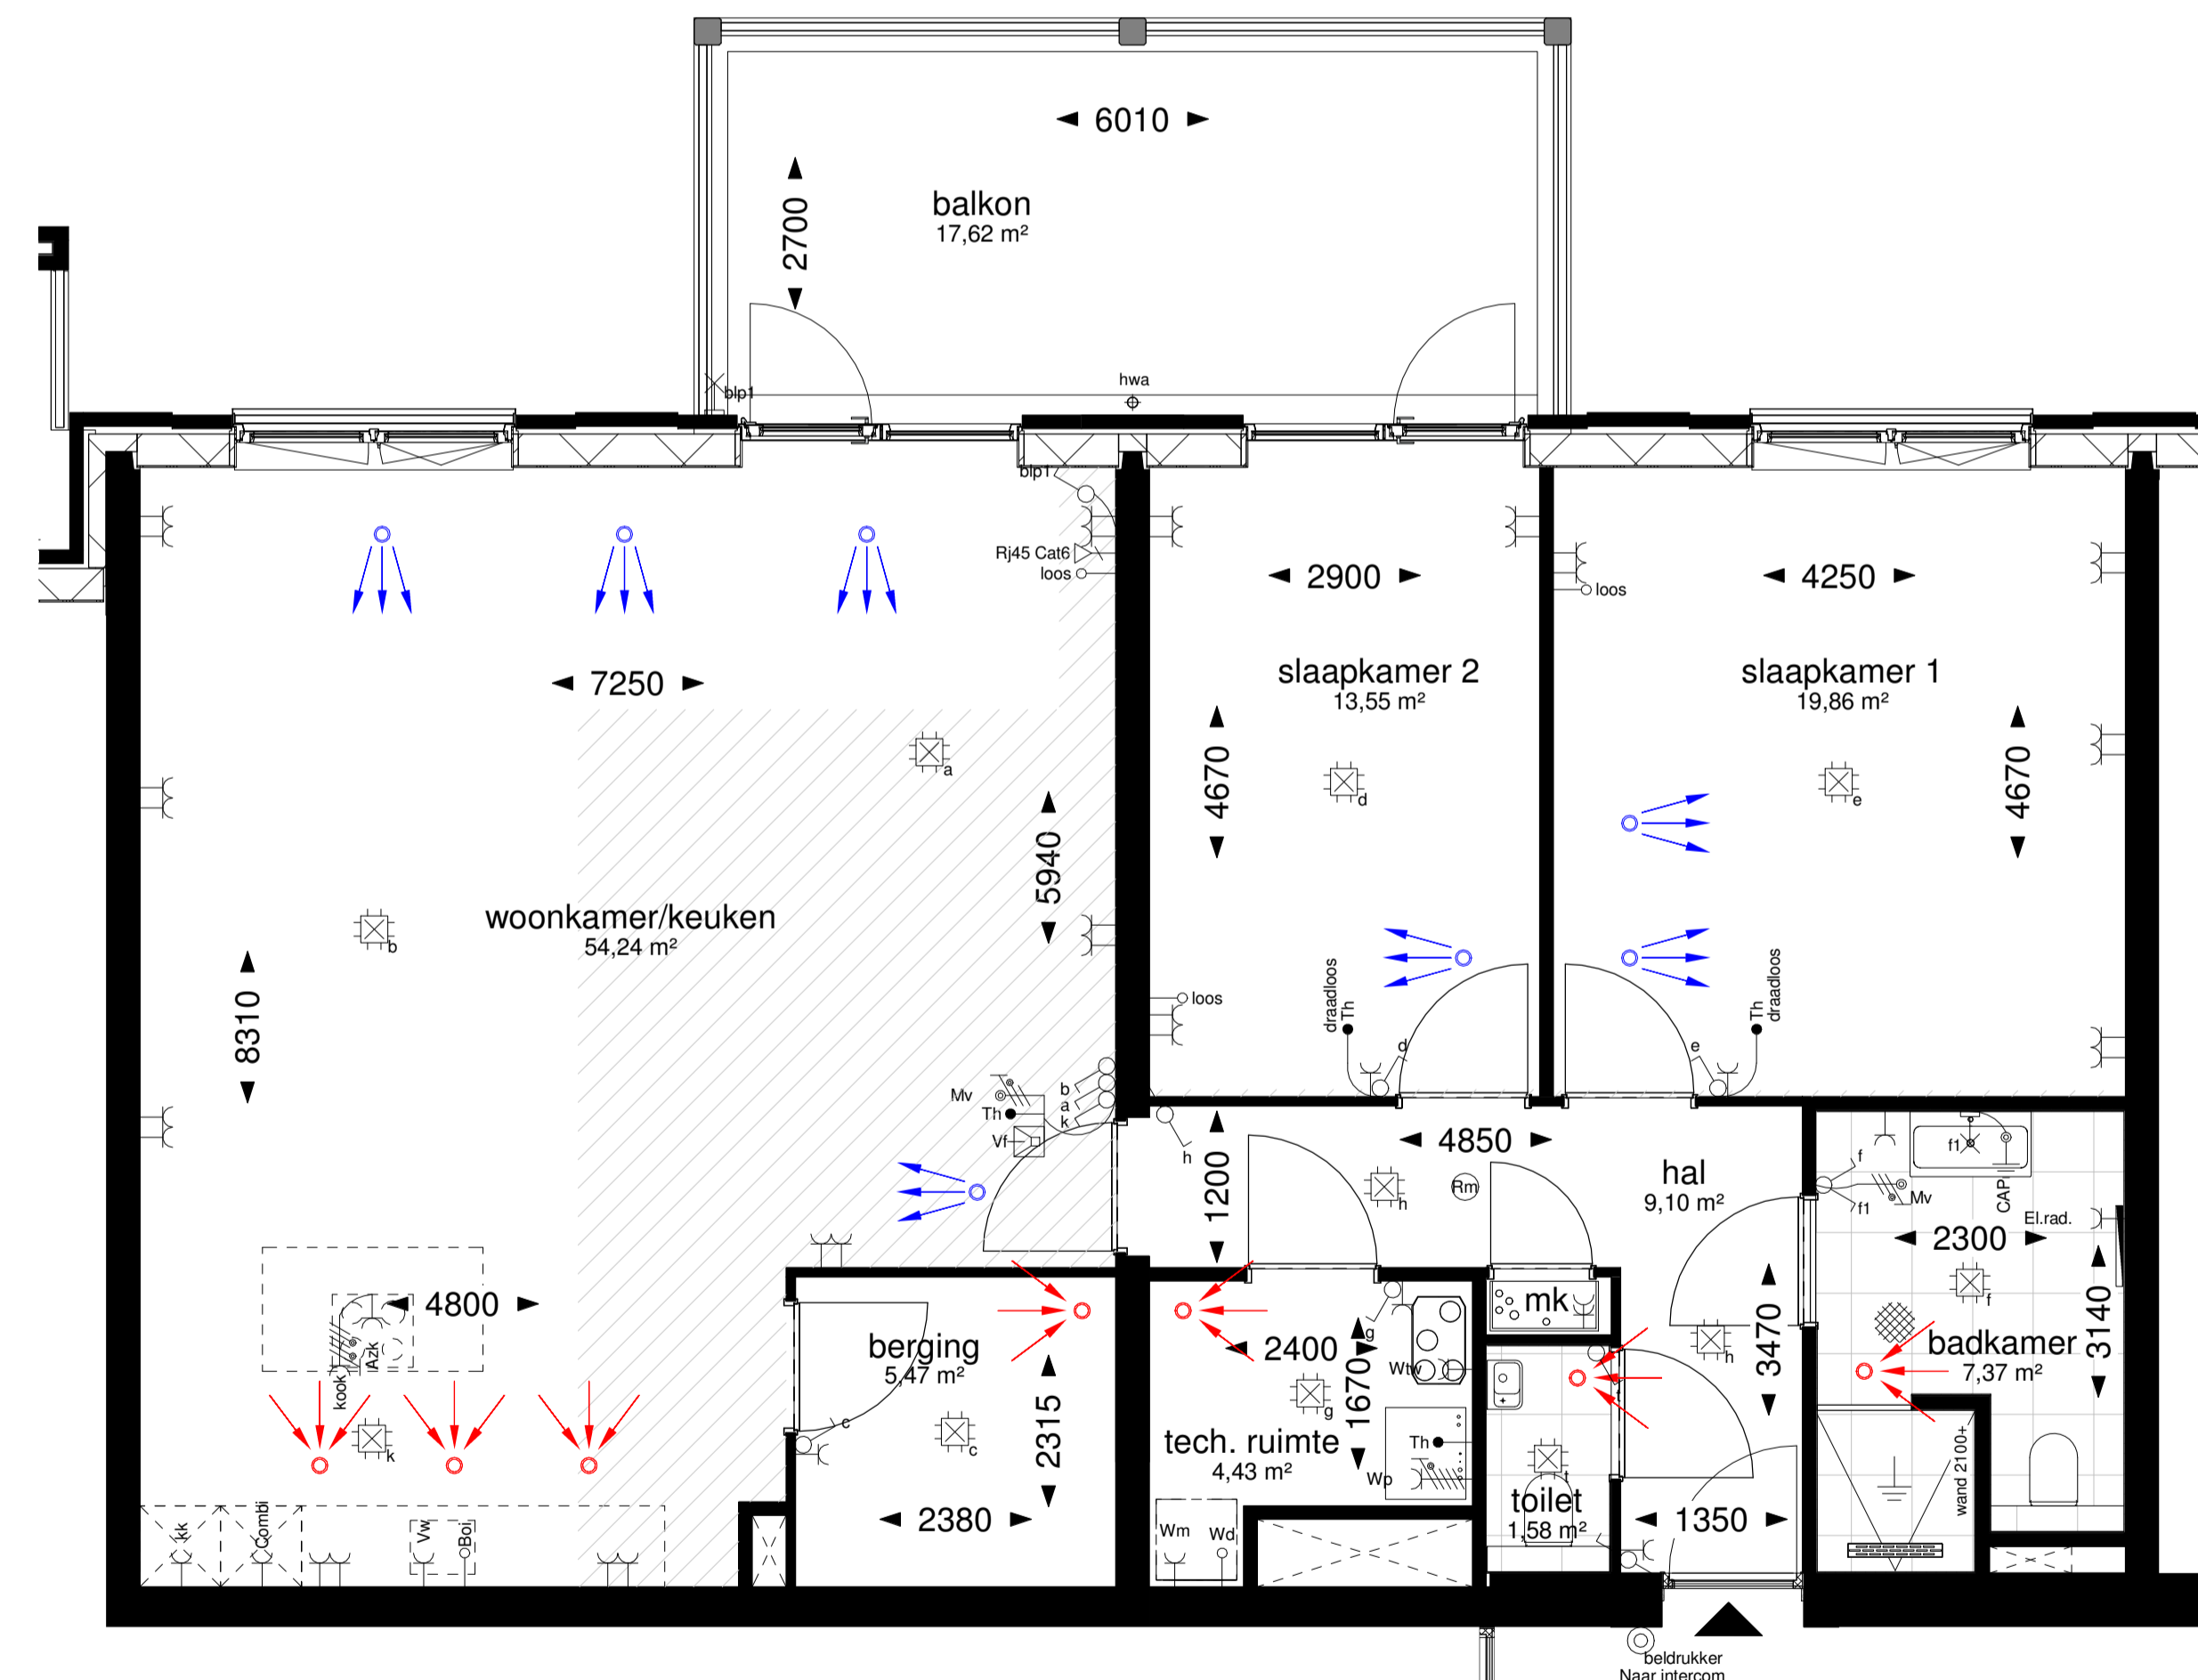 6010
2700
balkon
17,62 m²
hwa
blp1
blp1
Rj45 Cat6
loos
2900
4250
loos
7250
slaapkamer 2
13,55 m²
slaapkamer 1
19,86 m²
a
4670
d
e
4670
5940
woonkamer/keuken
54,24 m²
b
8310
loos
draadloos
Th
Th
draadloos
d
e
Mv
Th
Vf
b
a
k
h
1200
4850
Rm
h
hal
9,10 m²
f
f1
Mv
f1
CAP
El.rad.
2300
f
4800
Azk
kook
k
berging
5,47 m²
c
c
2315
2380
2400
g
1670
Wtw
g
tech. ruimte
4,43 m²
Th
Wp
Wm
Wd
mk
h
3470
badkamer
7,37 m²
3140
t
toilet
1,58 m²
1350
wand 2100+
kk
Combi
Vw
Boi
beldrukker
Naar intercom